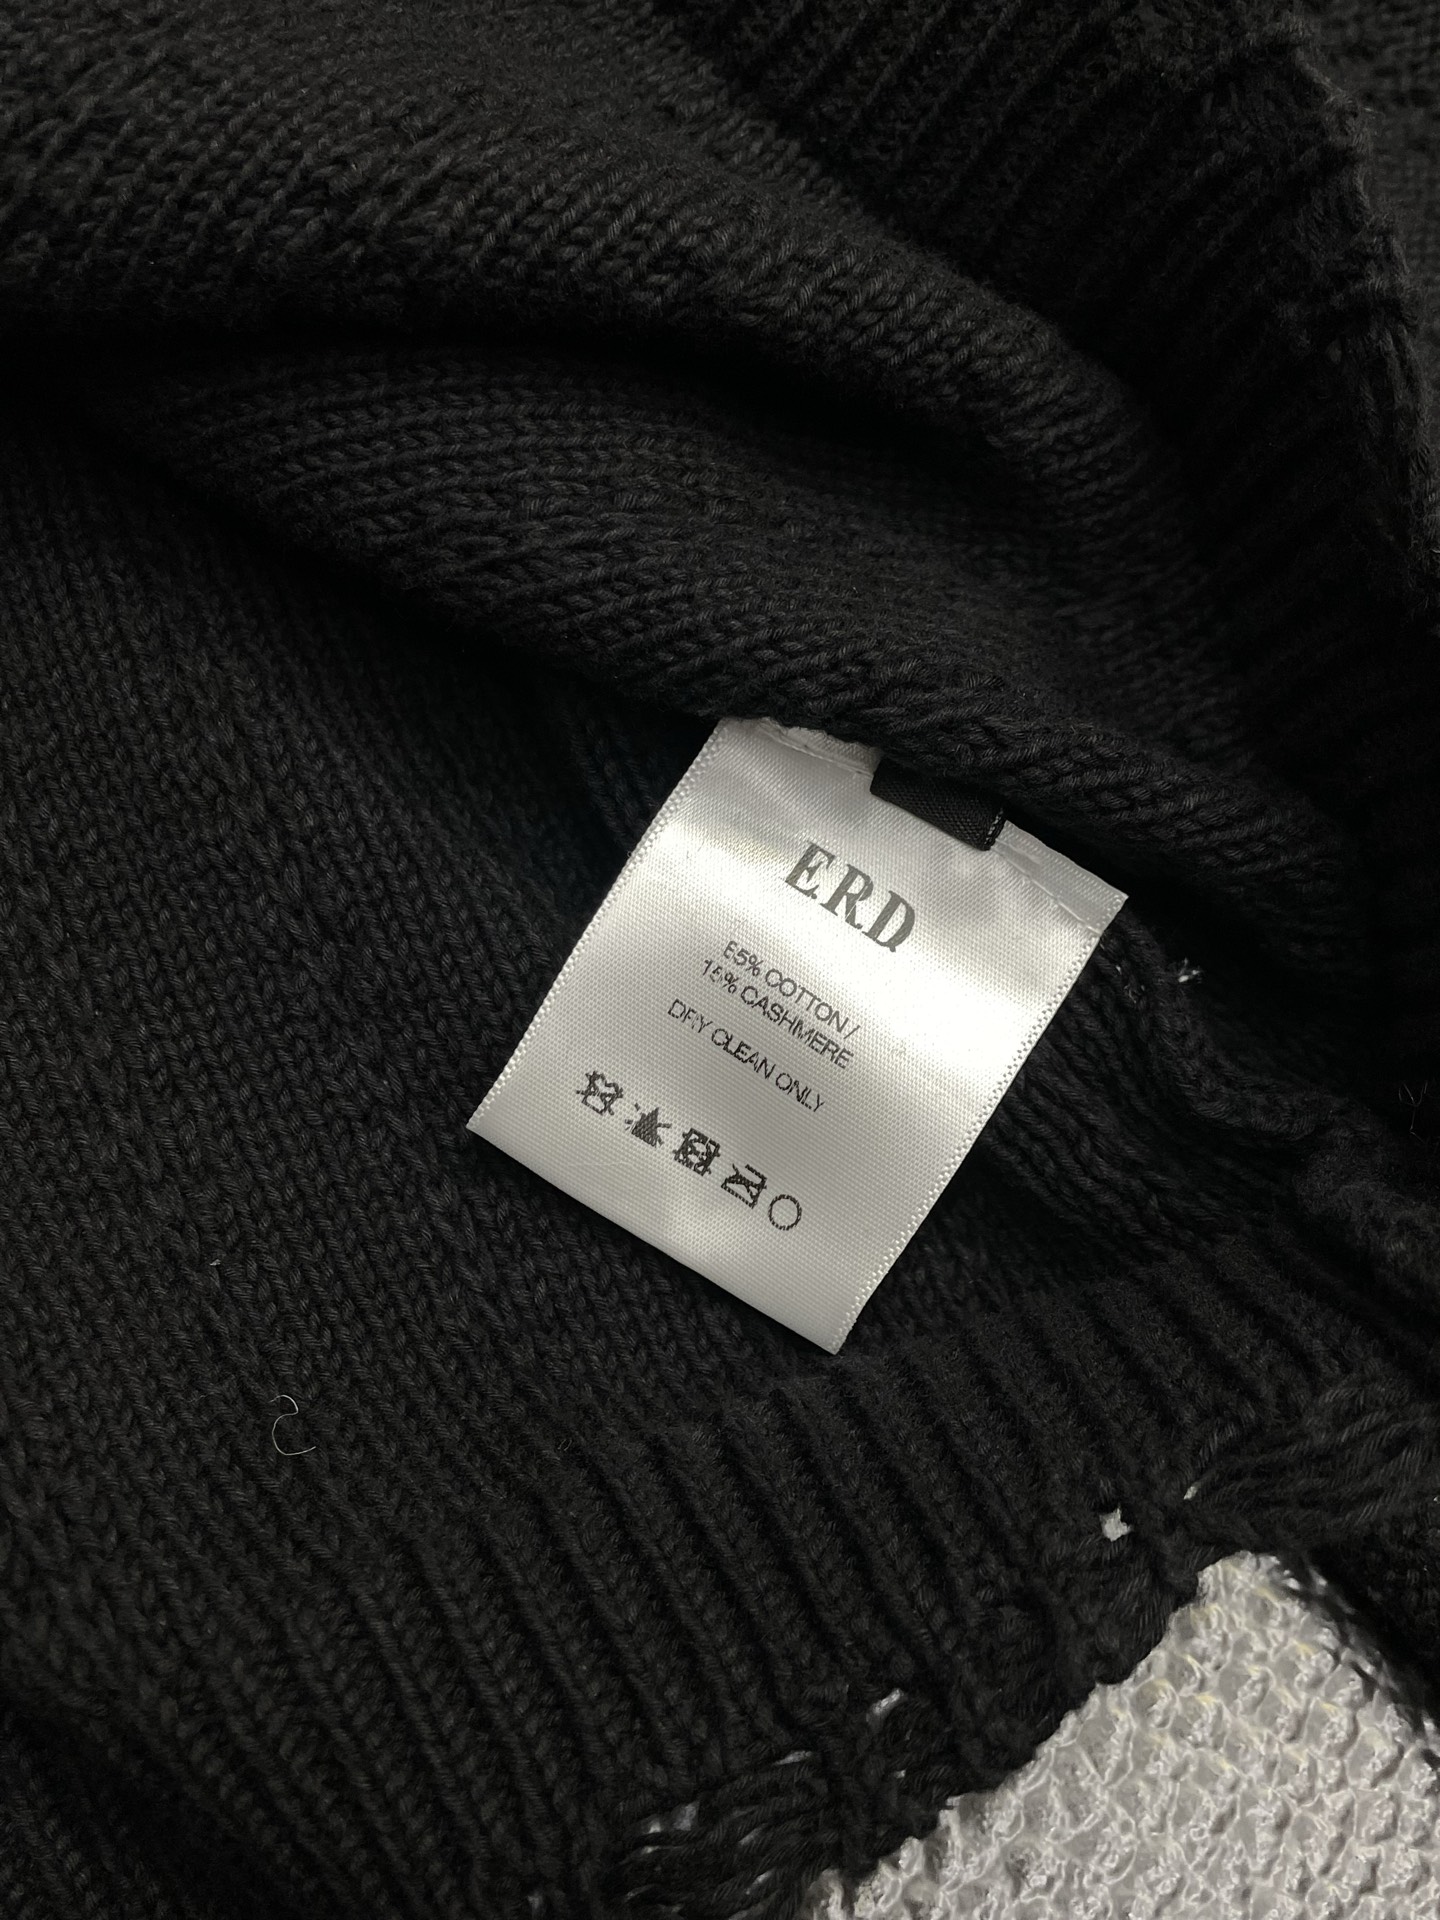 ERD
85% COTTON/
15% CASHMERE
DRY CLEAN ONLY